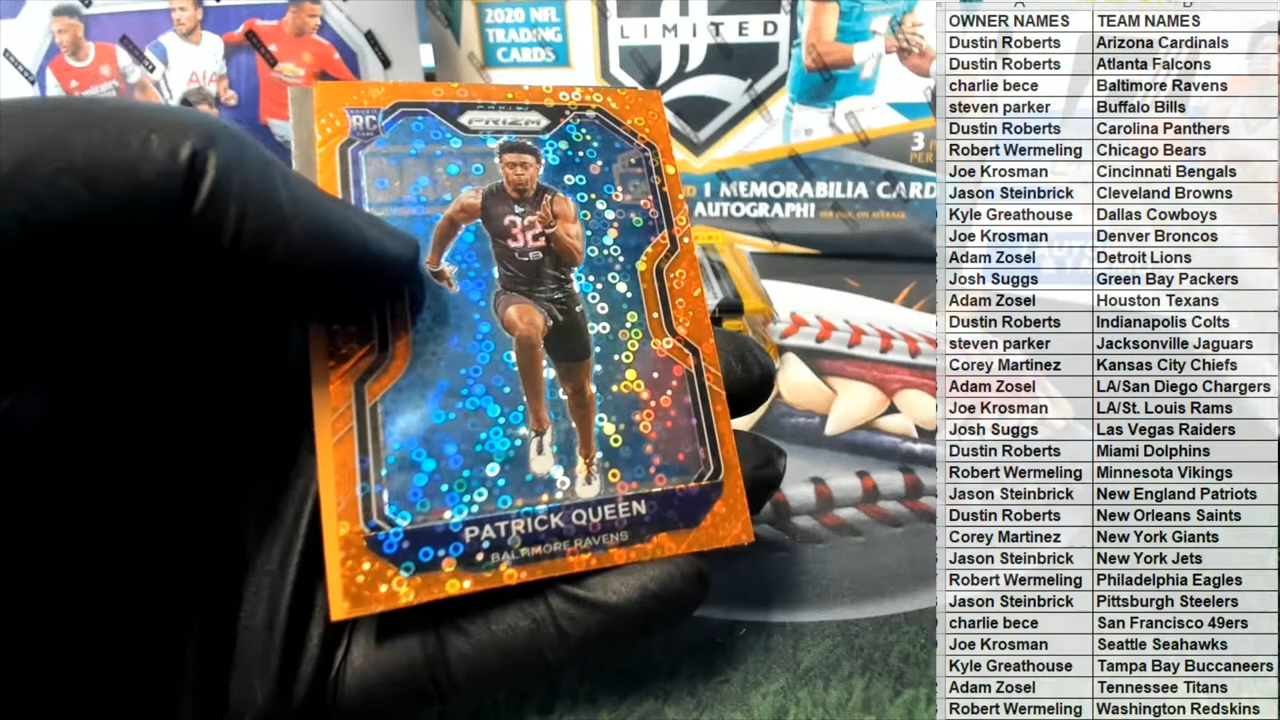 2020 NFL
TRADING
CARDS
LIMITED
3
PER
1 MEMORABILIA CARD
AUTOGRAPH!
ROOKIE
RC
CARD
PANINI
PRIZM
32
LB
PATRICK QUEEN
BALTIMORE RAVENS
AIA
OWNER NAMES TEAM NAMES
Dustin Roberts Arizona Cardinals
Dustin Roberts Atlanta Falcons
charlie bece Baltimore Ravens
steven parker Buffalo Bills
Dustin Roberts Carolina Panthers
Robert Wermeling Chicago Bears
Joe Krosman Cincinnati Bengals
Jason Steinbrick Cleveland Browns
Kyle Greathouse Dallas Cowboys
Joe Krosman Denver Broncos
Adam Zosel Detroit Lions
Josh Suggs Green Bay Packers
Adam Zosel Houston Texans
Dustin Roberts Indianapolis Colts
steven parker Jacksonville Jaguars
Corey Martinez Kansas City Chiefs
Adam Zosel LA/San Diego Chargers
Joe Krosman LA/St. Louis Rams
Josh Suggs Las Vegas Raiders
Dustin Roberts Miami Dolphins
Robert Wermeling Minnesota Vikings
Jason Steinbrick New England Patriots
Dustin Roberts New Orleans Saints
Corey Martinez New York Giants
Jason Steinbrick New York Jets
Robert Wermeling Philadelphia Eagles
Jason Steinbrick Pittsburgh Steelers
charlie bece San Francisco 49ers
Joe Krosman Seattle Seahawks
Kyle Greathouse Tampa Bay Buccaneers
Adam Zosel Tennessee Titans
Robert Wermeling Washington Redskins